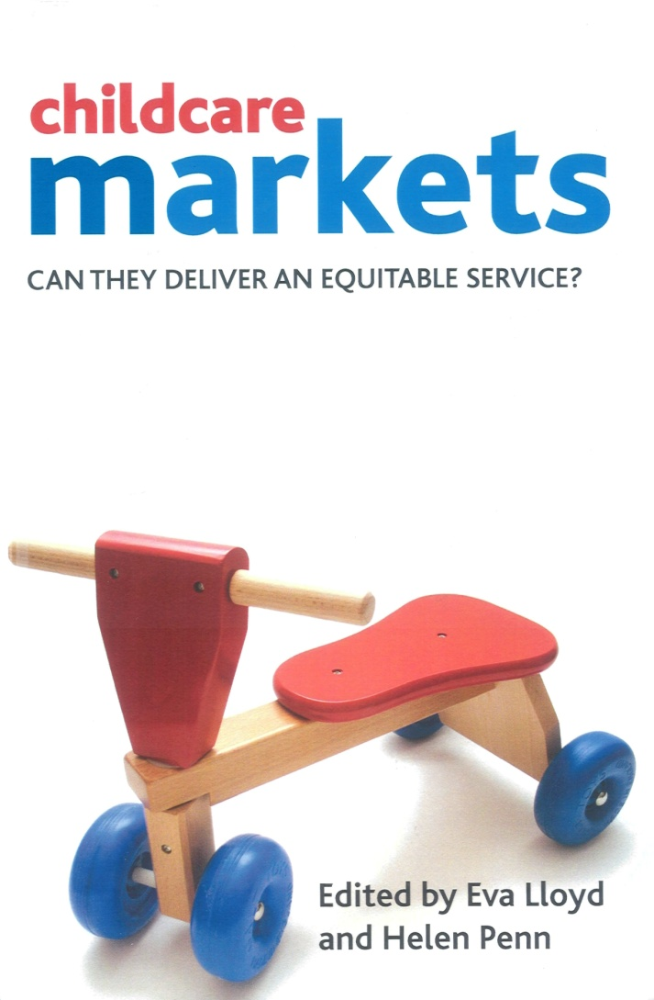 childcare
markets
CAN THEY DELIVER AN EQUITABLE SERVICE?
Edited by Eva Lloyd
and Helen Penn